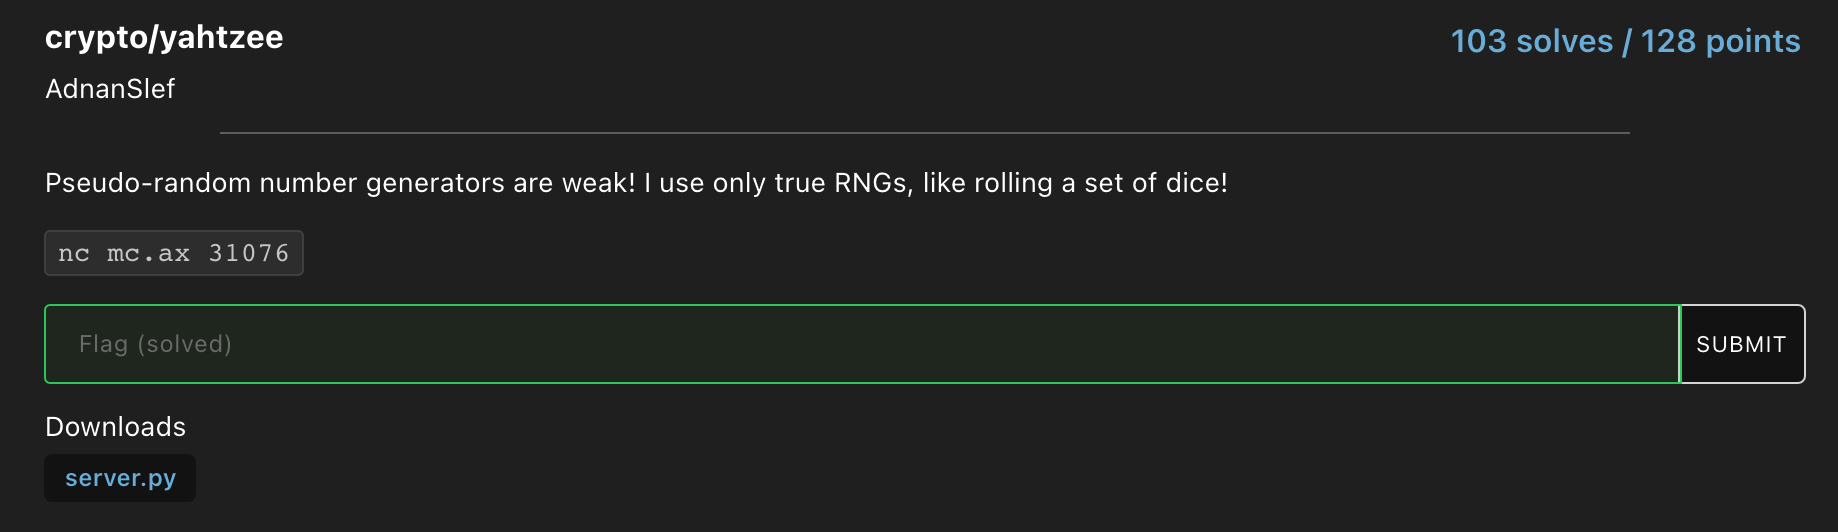 crypto/yahtzee
103 solves / 128 points
AdnanSlef
Pseudo-random number generators are weak! I use only true RNGs, like rolling a set of dice!
nc mc.ax 31076
Flag (solved)
SUBMIT
Downloads
server.py